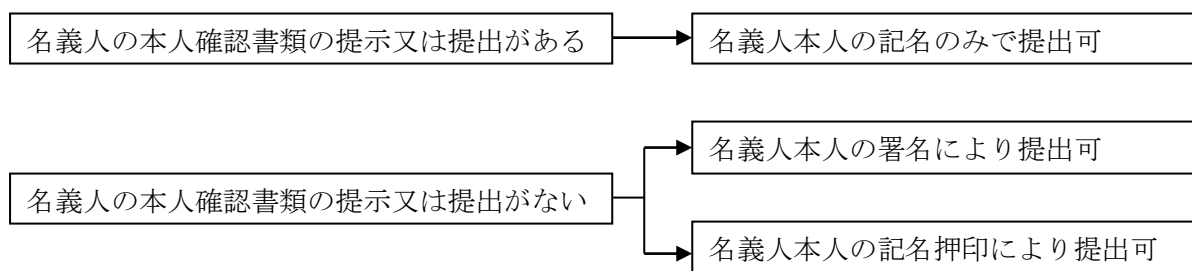 名義人の本人確認書類の提示又は提出がある
名義人本人の記名のみで提出可
名義人本人の署名により提出可
名義人の本人確認書類の提示又は提出がない
名義人本人の記名押印により提出可